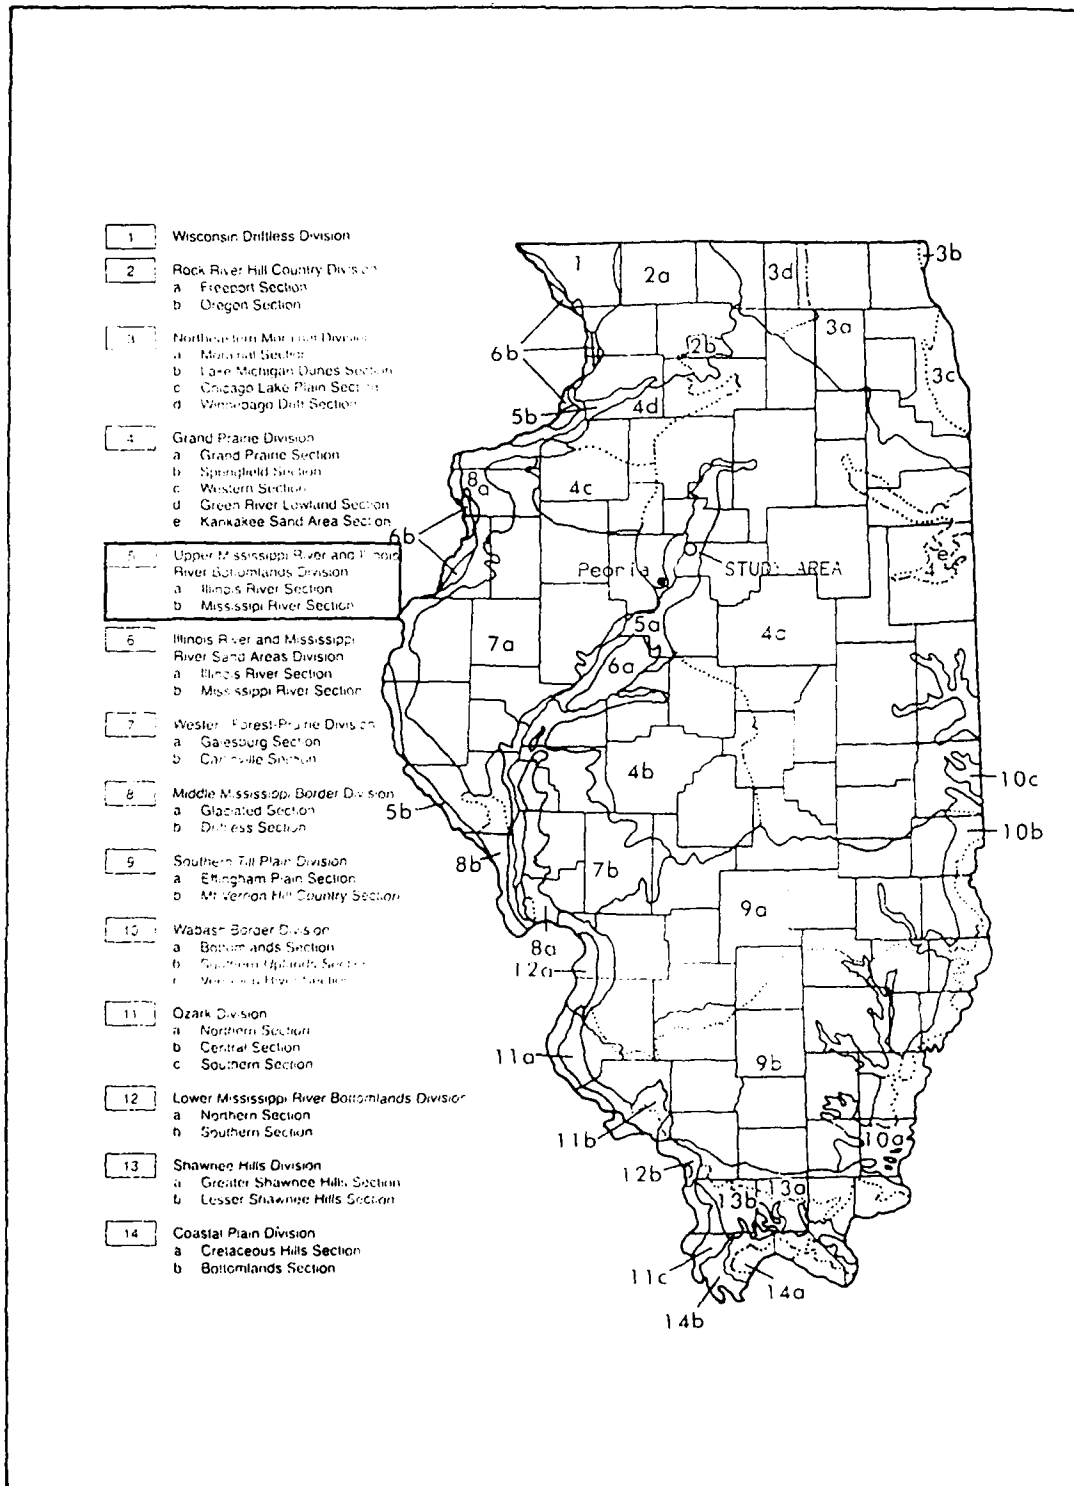 1 Wisconsin Driftless Division
2 Rock River Hill Country Division
a Freeport Section
b Oregon Section
3 Northeastern Morainal Division
a Morainal Section
b Lake Michigan Dunes Section
c Chicago Lake Plain Section
d Winnebago Drift Section
4 Grand Prairie Division
a Grand Prairie Section
b Springfield Section
c Western Section
d Green River Lowland Section
e Kankakee Sand Area Section
5 Upper Mississippi River and Illinois
River Bottomlands Division
a Illinois River Section
b Mississipi River Section
6 Illinois River and Mississippi
River Sand Areas Division
a Illinois River Section
b Mississippi River Section
7 Western Forest-Prairie Division
a Galesburg Section
b Carlinville Section
8 Middle Mississippi Border Division
a Glaciated Section
b Driftless Section
9 Southern Till Plain Division
a Effingham Plain Section
b Mt Vernon Hill Country Section
10 Wabash Border Division
a Bottomlands Section
b Southern Uplands Section
c Vermilion River Section
11 Ozark Division
a Northern Section
b Central Section
c Southern Section
12 Lower Mississippi River Bottomlands Division
a Northern Section
b Southern Section
13 Shawnee Hills Division
a Greater Shawnee Hills Section
b Lesser Shawnee Hills Section
14 Coastal Plain Division
a Cretaceous Hills Section
b Bottomlands Section
1
2a
3d
3b
3a
2b
6b
3c
4d
5b
8a
4c
6b
e
4
Peoria
STUDY AREA
5a
7a
4a
6a
4b
10c
5b
10b
8b
7b
9a
8a
12a
11a
9b
11b
10a
12b
13a
13b
11c
14a
14b